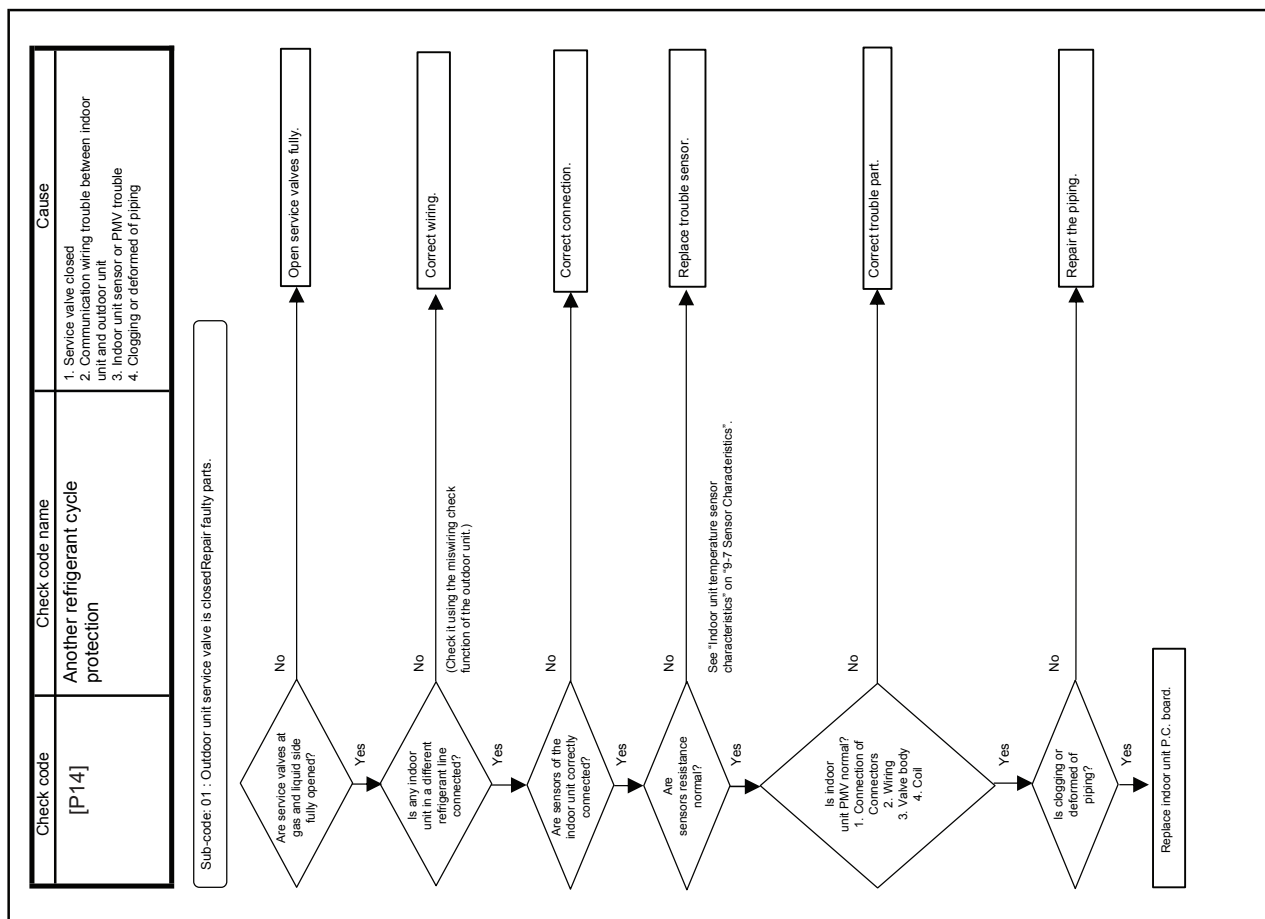 Check code
Check code name
Cause
[P14]
Another refrigerant cycle
protection
1. Service valve closed
2. Communication wiring trouble between indoor
unit and outdoor unit
3. Indoor unit sensor or PMV trouble
4. Clogging or deformed of piping
Sub-code: 01 : Outdoor unit service valve is closedRepair faulty parts.
Are service valves at
gas and liquid side
fully opened?
No
Open service valves fully.
Yes
Is any indoor
unit in a different
refrigerant line
connected?
No
Correct wiring.
(Check it using the miswiring check
function of the outdoor unit.)
Yes
Are sensors of the
indoor unit correctly
connected?
No
Correct connection.
Yes
Are
sensors resistance
normal?
No
Replace trouble sensor.
See “Indoor unit temperature sensor
characteristics” on “9-7 Sensor Characteristics”.
Yes
Is indoor
unit PMV normal?
1. Connection of
Connectors
2. Wiring
3. Valve body
4. Coil
No
Correct trouble part.
Yes
Is clogging or
deformed of
piping?
No
Repair the piping.
Yes
Replace indoor unit P.C. board.